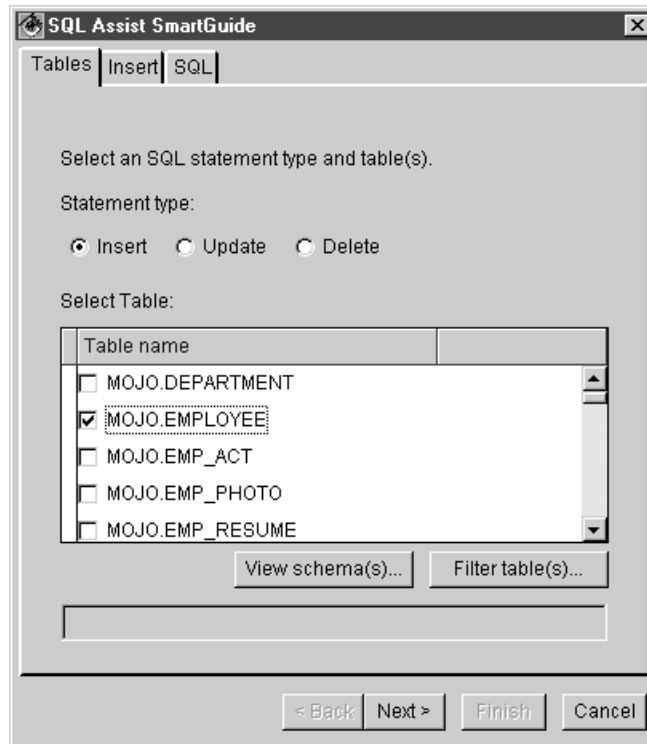 SQL Assist SmartGuide
Tables Insert SQL
Select an SQL statement type and table(s).
Statement type:
Insert Update Delete
Select Table:
Table name
MOJO.DEPARTMENT
MOJO.EMPLOYEE
MOJO.EMP_ACT
MOJO.EMP_PHOTO
MOJO.EMP_RESUME
View schema(s)... Filter table(s)...
< Back Next > Finish Cancel